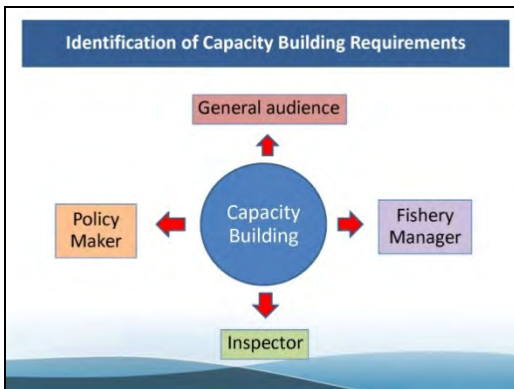 Identification of Capacity Building Requirements
General audience
Policy
Maker
Capacity
Building
Fishery
Manager
Inspector